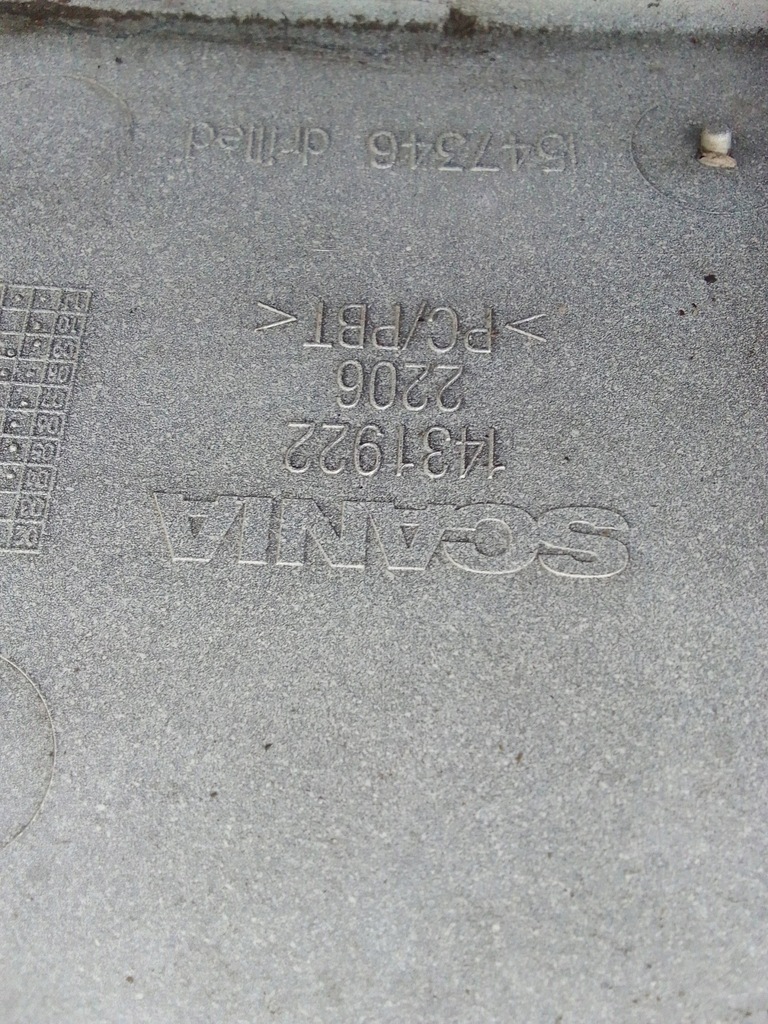 SCANIA
1431922
2206
>PC/PBT<
1547346 drilled